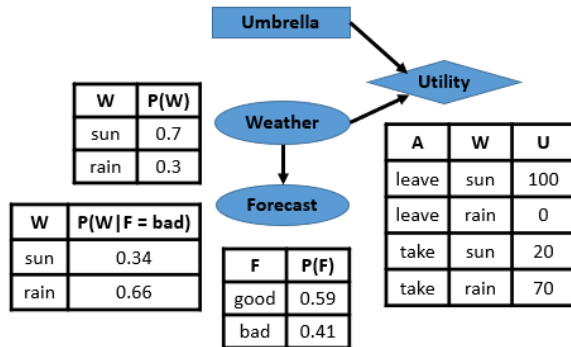 Umbrella
Utility
W P(W)
sun 0.7
rain 0.3
Weather
A W U
leave sun 100
leave rain 0
take sun 20
take rain 70
Forecast
W P(W|F = bad)
sun 0.34
rain 0.66
F P(F)
good 0.59
bad 0.41